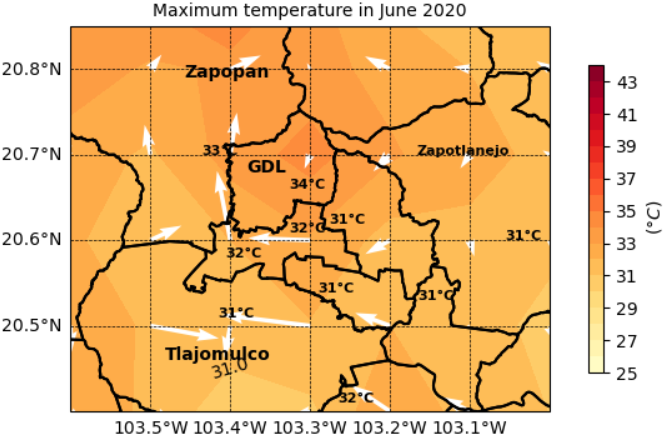 Maximum temperature in June 2020
20.8°N
Zapopan
43
41
39
20.7°N
33°
Zapotlanejo
GDL
37
34°C
35
(°C)
31°C
32°C
33
20.6°N
31°C
32°C
31
31°C
31°C
29
31°C
20.5°N
27
Tlajomulco
31.0
25
32°C
103.5°W
103.4°W
103.3°W
103.2°W
103.1°W